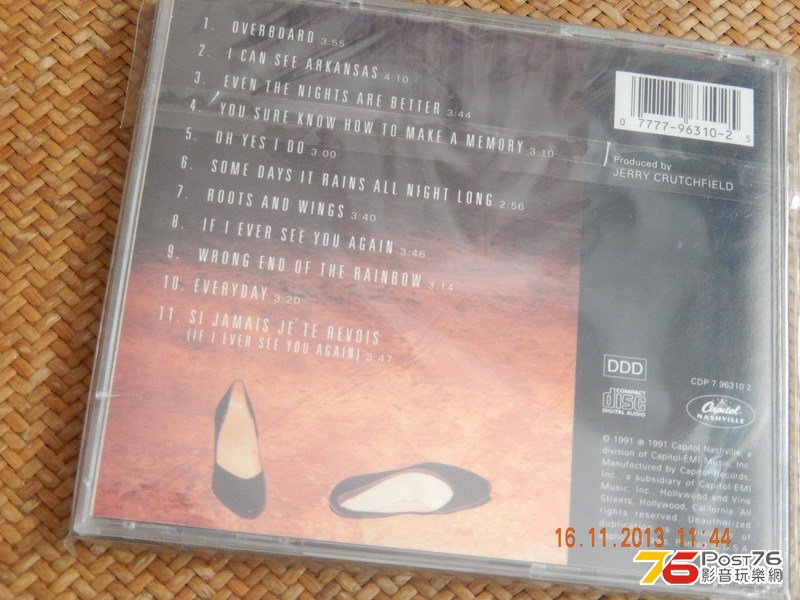 1. OVERBOARD 3:55
2. I CAN SEE ARKANSAS 4:10
3. EVEN THE NIGHTS ARE BETTER 3:44
4. YOU SURE KNOW HOW TO MAKE A MEMORY 3:10
5. OH YES I DO 3:00
6. SOME DAYS IT RAINS ALL NIGHT LONG 2:56
7. ROOTS AND WINGS 3:40
8. IF I EVER SEE YOU AGAIN 3:46
9. WRONG END OF THE RAINBOW 3:14
10. EVERYDAY 3:20
11. SI JAMAIS JE TE REVOIS
(IF I EVER SEE YOU AGAIN) 3:47
0 7777-96310-2 5
Produced by
JERRY CRUTCHFIELD
DDD
CDP 7 96310 2
COMPACT
disc
DIGITAL AUDIO
Capitol
NASHVILLE
© 1991 ℗ 1991 Capitol Nashville, a
division of Capitol-EMI Music, Inc.
Manufactured by Capitol Records,
Inc., a subsidiary of Capitol-EMI
Music, Inc., Hollywood and Vine
Streets, Hollywood, California. All
rights reserved. Unauthorized
of
U.S.A.
16.11.2013 11:44
76 Post76
影音玩樂網